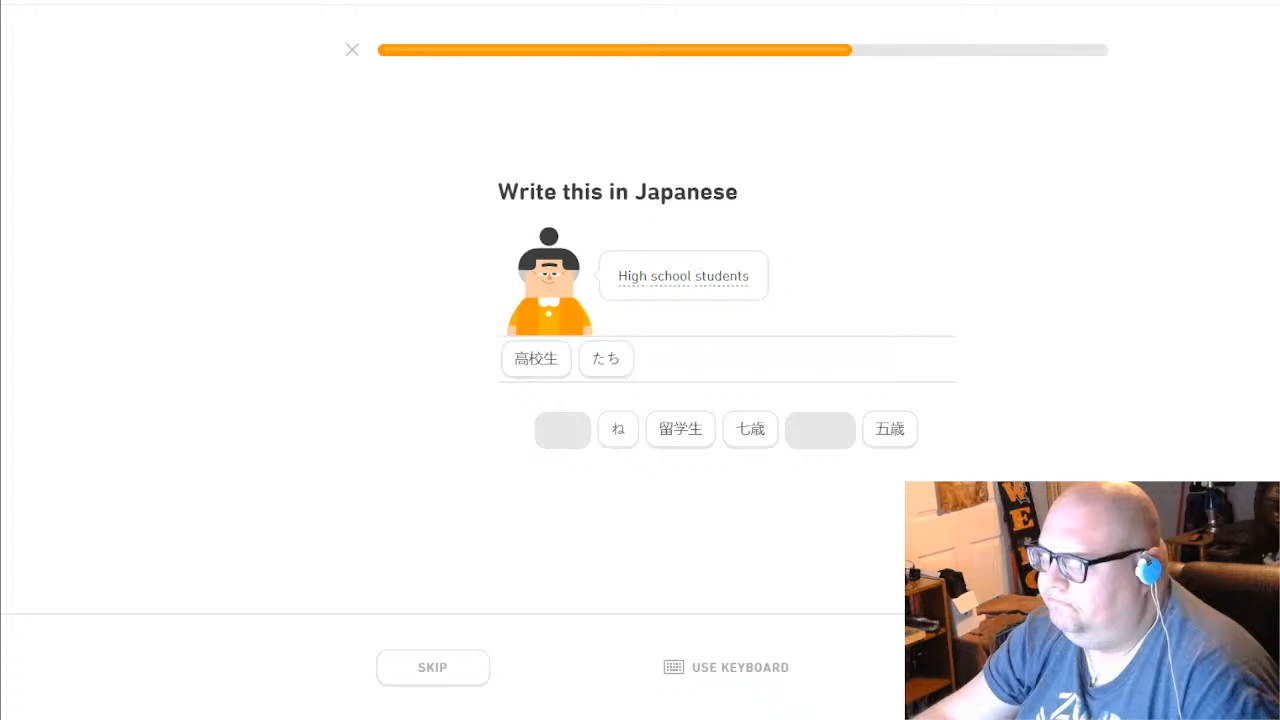 Write this in Japanese
High school students
高校生 たち
ね 留学生 七歳 五歳
SKIP
USE KEYBOARD